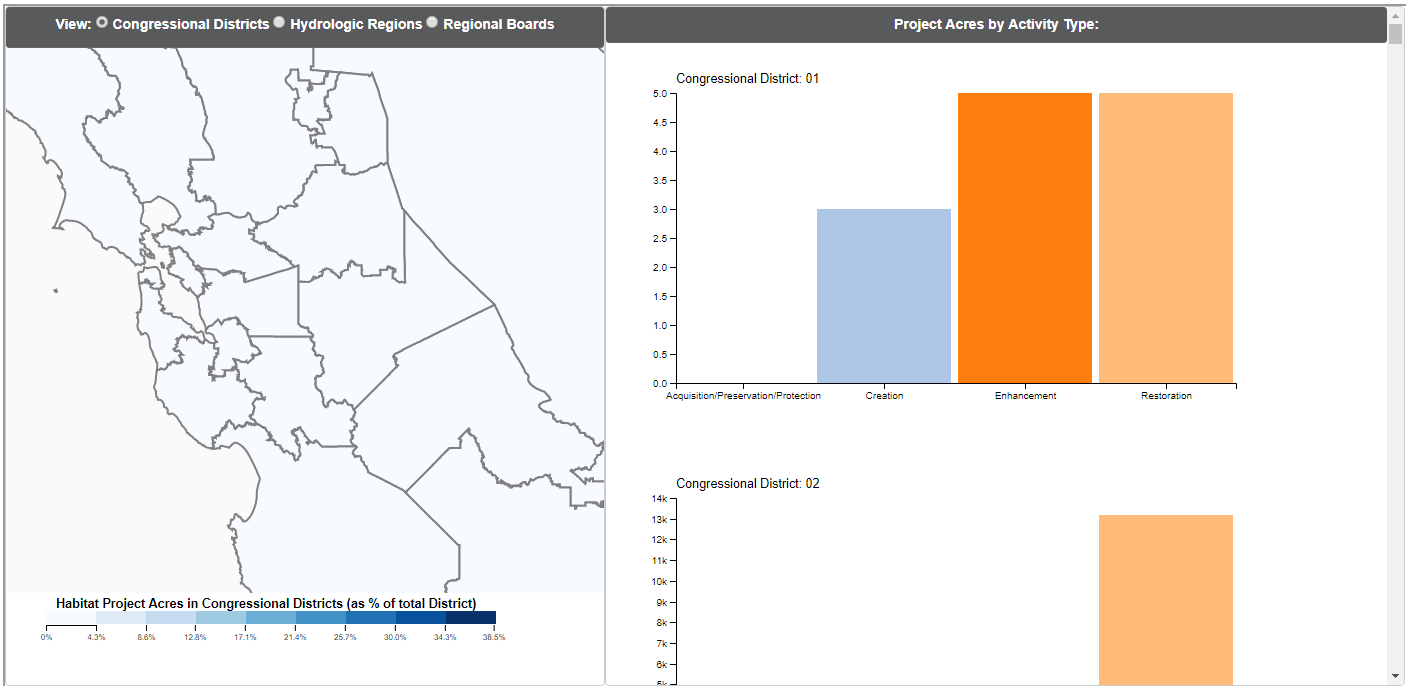 View: Congressional Districts Hydrologic Regions Regional Boards
Habitat Project Acres in Congressional Districts (as % of total District)
0% 4.3% 8.6% 12.8% 17.1% 21.4% 25.7% 30.0% 34.3% 38.5%
Project Acres by Activity Type:
Congressional District: 01
5.0
4.5
4.0
3.5
3.0
2.5
2.0
1.5
1.0
0.5
0.0
Acquisition/Preservation/Protection Creation Enhancement Restoration
Congressional District: 02
14k
13k
12k
11k
10k
9k
8k
7k
6k
5k